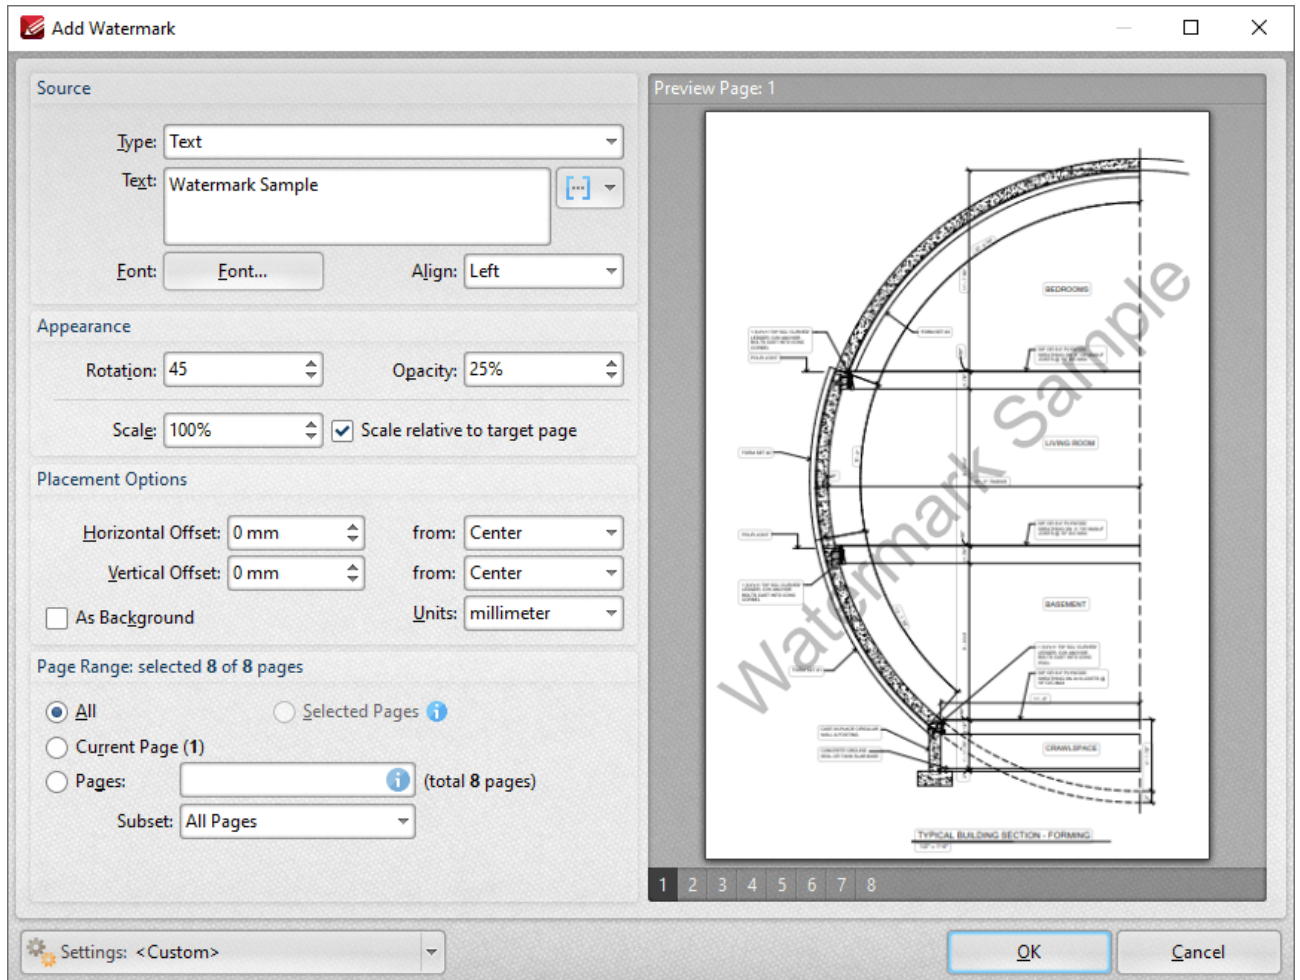 Add Watermark
Source
Type: Text
Text: Watermark Sample
Font: Font... Align: Left
Appearance
Rotation: 45 Opacity: 25%
Scale: 100% Scale relative to target page
Placement Options
Horizontal Offset: 0 mm from: Center
Vertical Offset: 0 mm from: Center
As Background Units: millimeter
Page Range: selected 8 of 8 pages
All Selected Pages
Current Page (1)
Pages: (total 8 pages)
Subset: All Pages
Preview Page: 1
BEDROOMS
LIVING ROOM
BASEMENT
CRAWLSPACE
Watermark Sample
TYPICAL BUILDING SECTION - FORMING
1 2 3 4 5 6 7 8
Settings: <Custom>
OK Cancel